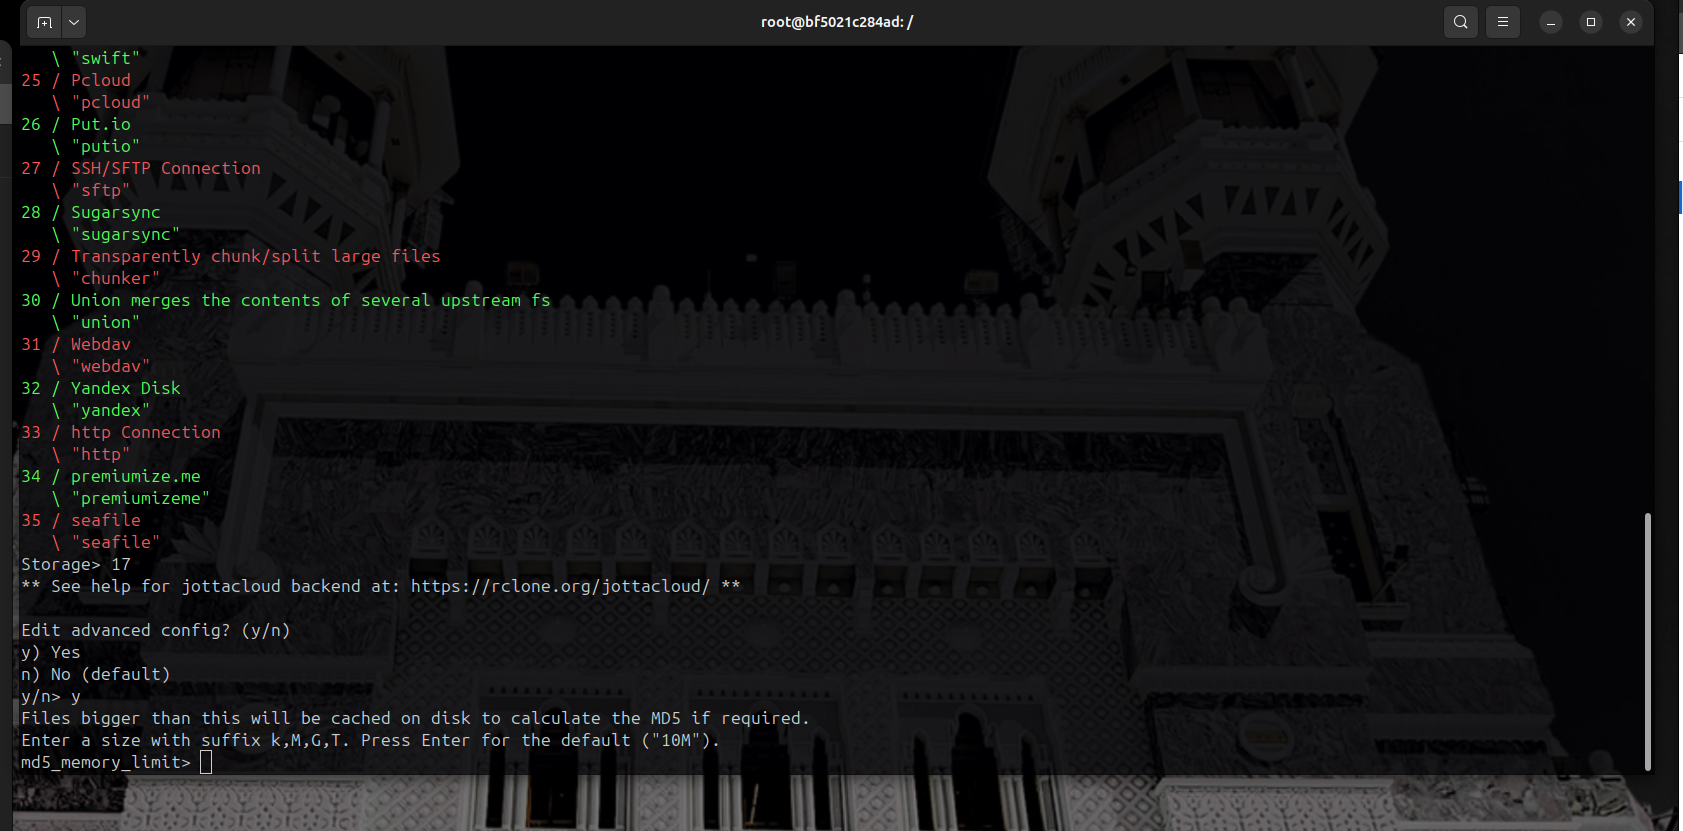 root@bf5021c284ad: /
\ "swift"
25 / Pcloud
\ "pcloud"
26 / Put.io
\ "putio"
27 / SSH/SFTP Connection
\ "sftp"
28 / Sugarsync
\ "sugarsync"
29 / Transparently chunk/split large files
\ "chunker"
30 / Union merges the contents of several upstream fs
\ "union"
31 / Webdav
\ "webdav"
32 / Yandex Disk
\ "yandex"
33 / http Connection
\ "http"
34 / premiumize.me
\ "premiumizeme"
35 / seafile
\ "seafile"
Storage> 17
** See help for jottacloud backend at: https://rclone.org/jottacloud/ **
Edit advanced config? (y/n)
y) Yes
n) No (default)
y/n> y
Files bigger than this will be cached on disk to calculate the MD5 if required.
Enter a size with suffix k,M,G,T. Press Enter for the default ("10M").
md5_memory_limit>